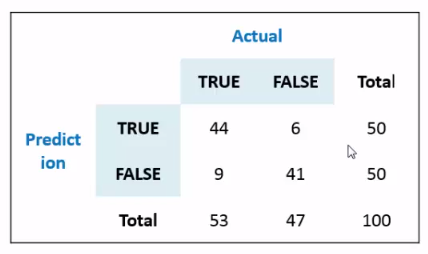 Actual
TRUE FALSE Total
Predict
ion
TRUE 44 6 50
FALSE 9 41 50
Total 53 47 100